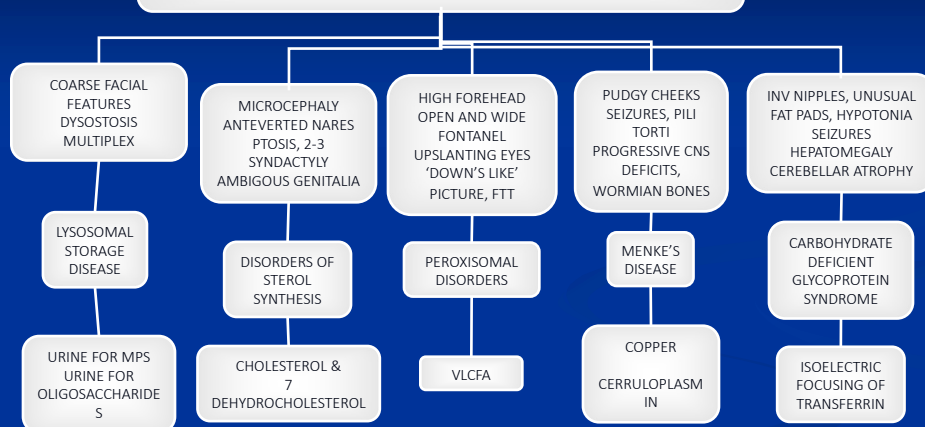 COARSE FACIAL
FEATURES
DYSOSTOSIS
MULTIPLEX
MICROCEPHALY
ANTEVERTED NARES
PTOSIS, 2-3
SYNDACTYLY
AMBIGOUS GENITALIA
HIGH FOREHEAD
OPEN AND WIDE
FONTANEL
UPSLANTING EYES
‘DOWN’S LIKE’
PICTURE, FTT
PUDGY CHEEKS
SEIZURES, PILI
TORTI
PROGRESSIVE CNS
DEFICITS,
WORMIAN BONES
INV NIPPLES, UNUSUAL
FAT PADS, HYPOTONIA
SEIZURES
HEPATOMEGALY
CEREBELLAR ATROPHY
LYSOSOMAL
STORAGE
DISEASE
DISORDERS OF
STEROL
SYNTHESIS
PEROXISOMAL
DISORDERS
MENKE’S
DISEASE
CARBOHYDRATE
DEFICIENT
GLYCOPROTEIN
SYNDROME
URINE FOR MPS
URINE FOR
OLIGOSACCHARIDE
S
CHOLESTEROL &
7
DEHYDROCHOLESTEROL
VLCFA
COPPER
CERRULOPLASM
IN
ISOELECTRIC
FOCUSING OF
TRANSFERRIN